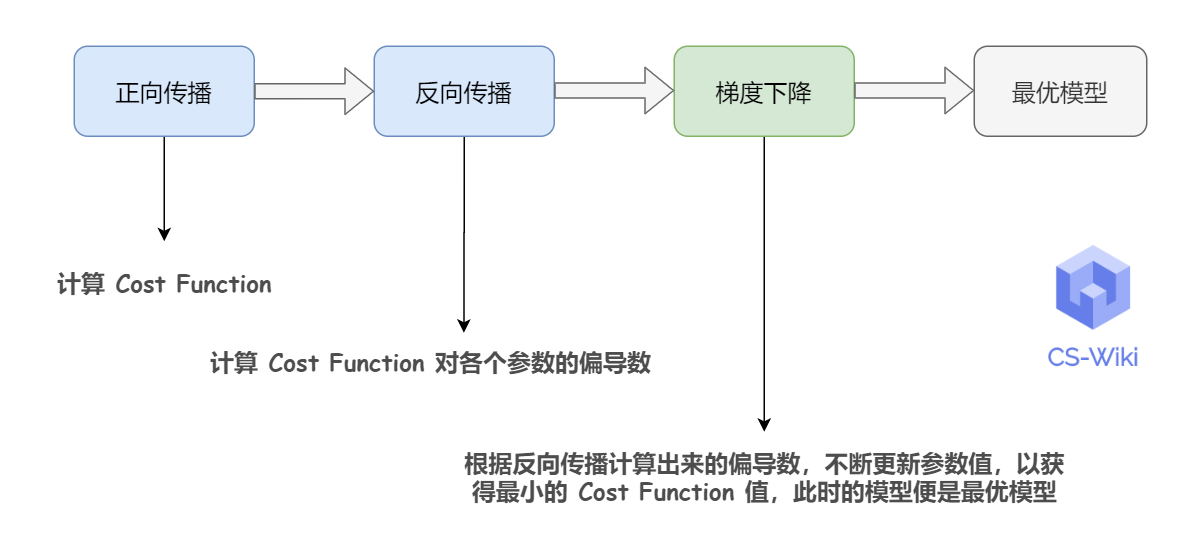 正向传播
反向传播
梯度下降
最优模型
计算 Cost Function
计算 Cost Function 对各个参数的偏导数
CS-Wiki
根据反向传播计算出来的偏导数，不断更新参数值，以获
得最小的 Cost Function 值，此时的模型便是最优模型